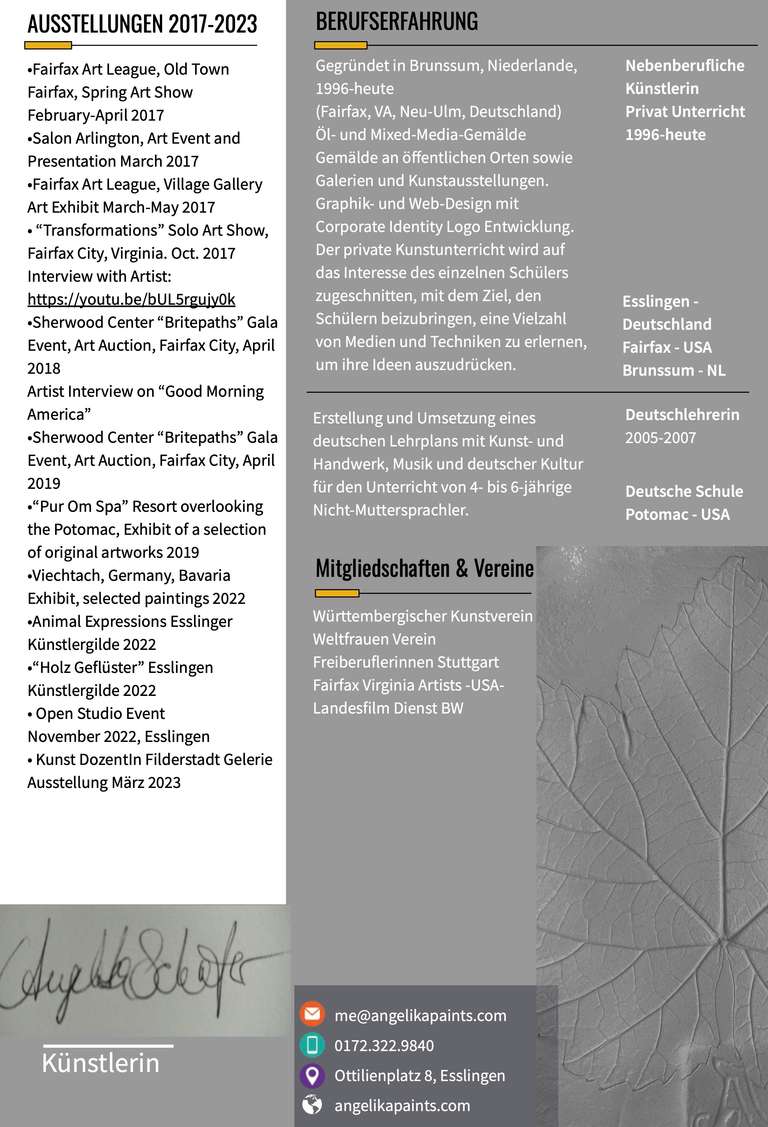 AUSSTELLUNGEN 2017-2023
•Fairfax Art League, Old Town
Fairfax, Spring Art Show
February-April 2017
•Salon Arlington, Art Event and
Presentation March 2017
•Fairfax Art League, Village Gallery
Art Exhibit March-May 2017
• “Transformations” Solo Art Show,
Fairfax City, Virginia. Oct. 2017
Interview with Artist:
https://youtu.be/bUL5rgujy0k
•Sherwood Center “Britepaths” Gala
Event, Art Auction, Fairfax City, April
2018
Artist Interview on “Good Morning
America”
•Sherwood Center “Britepaths” Gala
Event, Art Auction, Fairfax City, April
2019
•“Pur Om Spa” Resort overlooking
the Potomac, Exhibit of a selection
of original artworks 2019
•Viechtach, Germany, Bavaria
Exhibit, selected paintings 2022
•Animal Expressions Esslinger
Künstlergilde 2022
•“Holz Geflüster” Esslingen
Künstlergilde 2022
• Open Studio Event
November 2022, Esslingen
• Kunst DozentIn Filderstadt Gelerie
Ausstellung März 2023
Angelika Schäfer
Künstlerin
BERUFSERFAHRUNG
Gegründet in Brunssum, Niederlande,
1996-heute
(Fairfax, VA, Neu-Ulm, Deutschland)
Öl- und Mixed-Media-Gemälde
Gemälde an öffentlichen Orten sowie
Galerien und Kunstausstellungen.
Graphik- und Web-Design mit
Corporate Identity Logo Entwicklung.
Der private Kunstunterricht wird auf
das Interesse des einzelnen Schülers
zugeschnitten, mit dem Ziel, den
Schülern beizubringen, eine Vielzahl
von Medien und Techniken zu erlernen,
um ihre Ideen auszudrücken.
Nebenberufliche
Künstlerin
Privat Unterricht
1996-heute
Esslingen -
Deutschland
Fairfax - USA
Brunssum - NL
Erstellung und Umsetzung eines
deutschen Lehrplans mit Kunst- und
Handwerk, Musik und deutscher Kultur
für den Unterricht von 4- bis 6-jährige
Nicht-Muttersprachler.
Deutschlehrerin
2005-2007
Deutsche Schule
Potomac - USA
Mitgliedschaften & Vereine
Württembergischer Kunstverein
Weltfrauen Verein
Freiberuflerinnen Stuttgart
Fairfax Virginia Artists -USA-
Landesfilm Dienst BW
me@angelikapaints.com
0172.322.9840
Ottilienplatz 8, Esslingen
angelikapaints.com